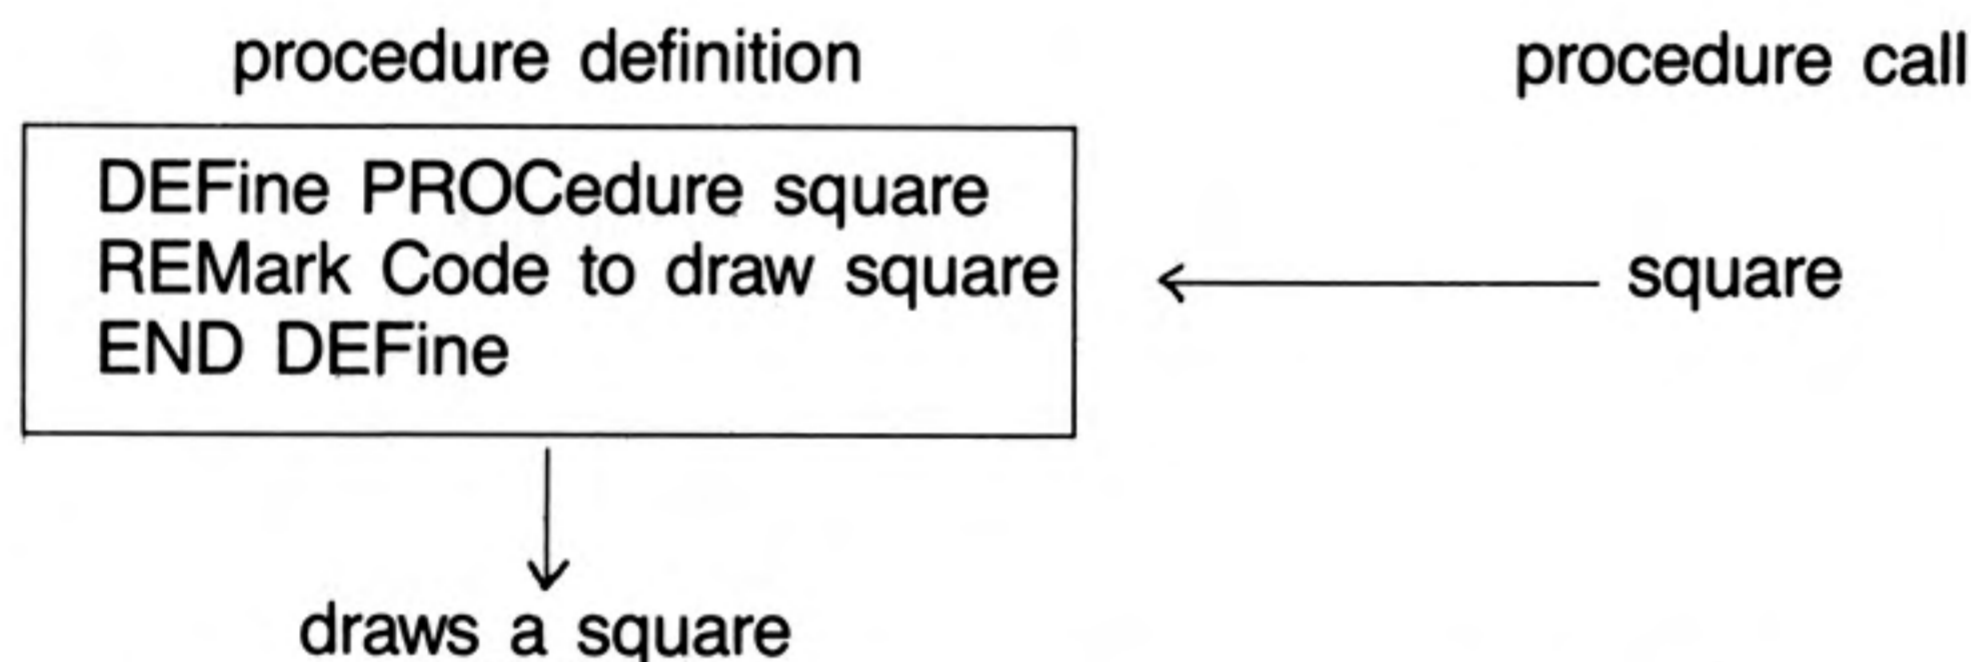 procedure definition
procedure call
DEFine PROCedure square
REMark Code to draw square
END DEFine
square
draws a square